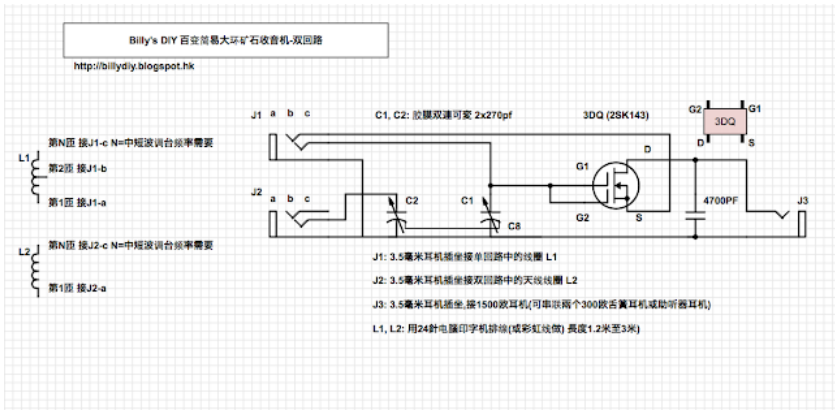 Billy's DIY 百变简易大环矿石收音机-双回路
http://billydiy.blogspot.hk
J1 a b c
C1, C2: 胶膜双連可变 2x270pf
3DQ (2SK143)
G2 G1
3DQ
D S
第N匝 接J1-c N=中短波调台频率需要
L1
第2匝 接J1-b
第1匝 接J1-a
D
G1
G2
S
J2 a b c
C2
C1
C8
4700PF
J3
第N匝 接J2-c N=中短波调台频率需要
L2
第1匝 接J2-a
J1: 3.5毫米耳机插坐接单回路中的线圈 L1
J2: 3.5毫米耳机插坐接双回路中的天线线圈 L2
J3: 3.5毫米耳机插坐,接1500欧耳机(可串联兩个300欧舌簧耳机或助听器耳机)
L1, L2: 用24針电腦印字机排線(或彩虹线做) 長度1.2米至3米)